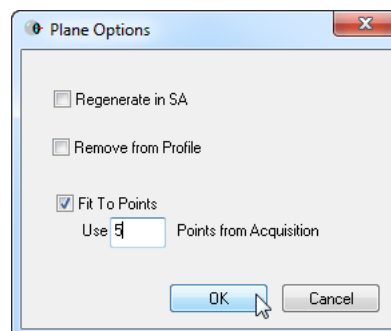 Plane Options
Regenerate in SA
Remove from Profile
Fit To Points
Use 5 Points from Acquisition
OK Cancel